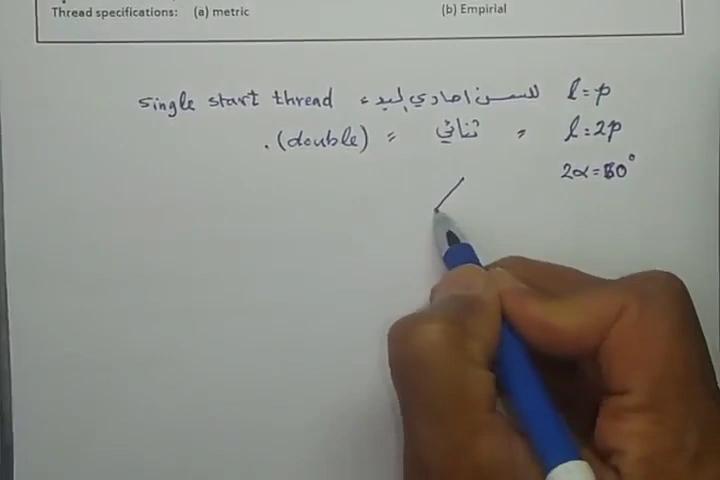 Thread specifications: (a) metric (b) Empirial
l = p للسن احادي البدء = single start thread
l = 2p = ثنائي = (double).
2α = 60°